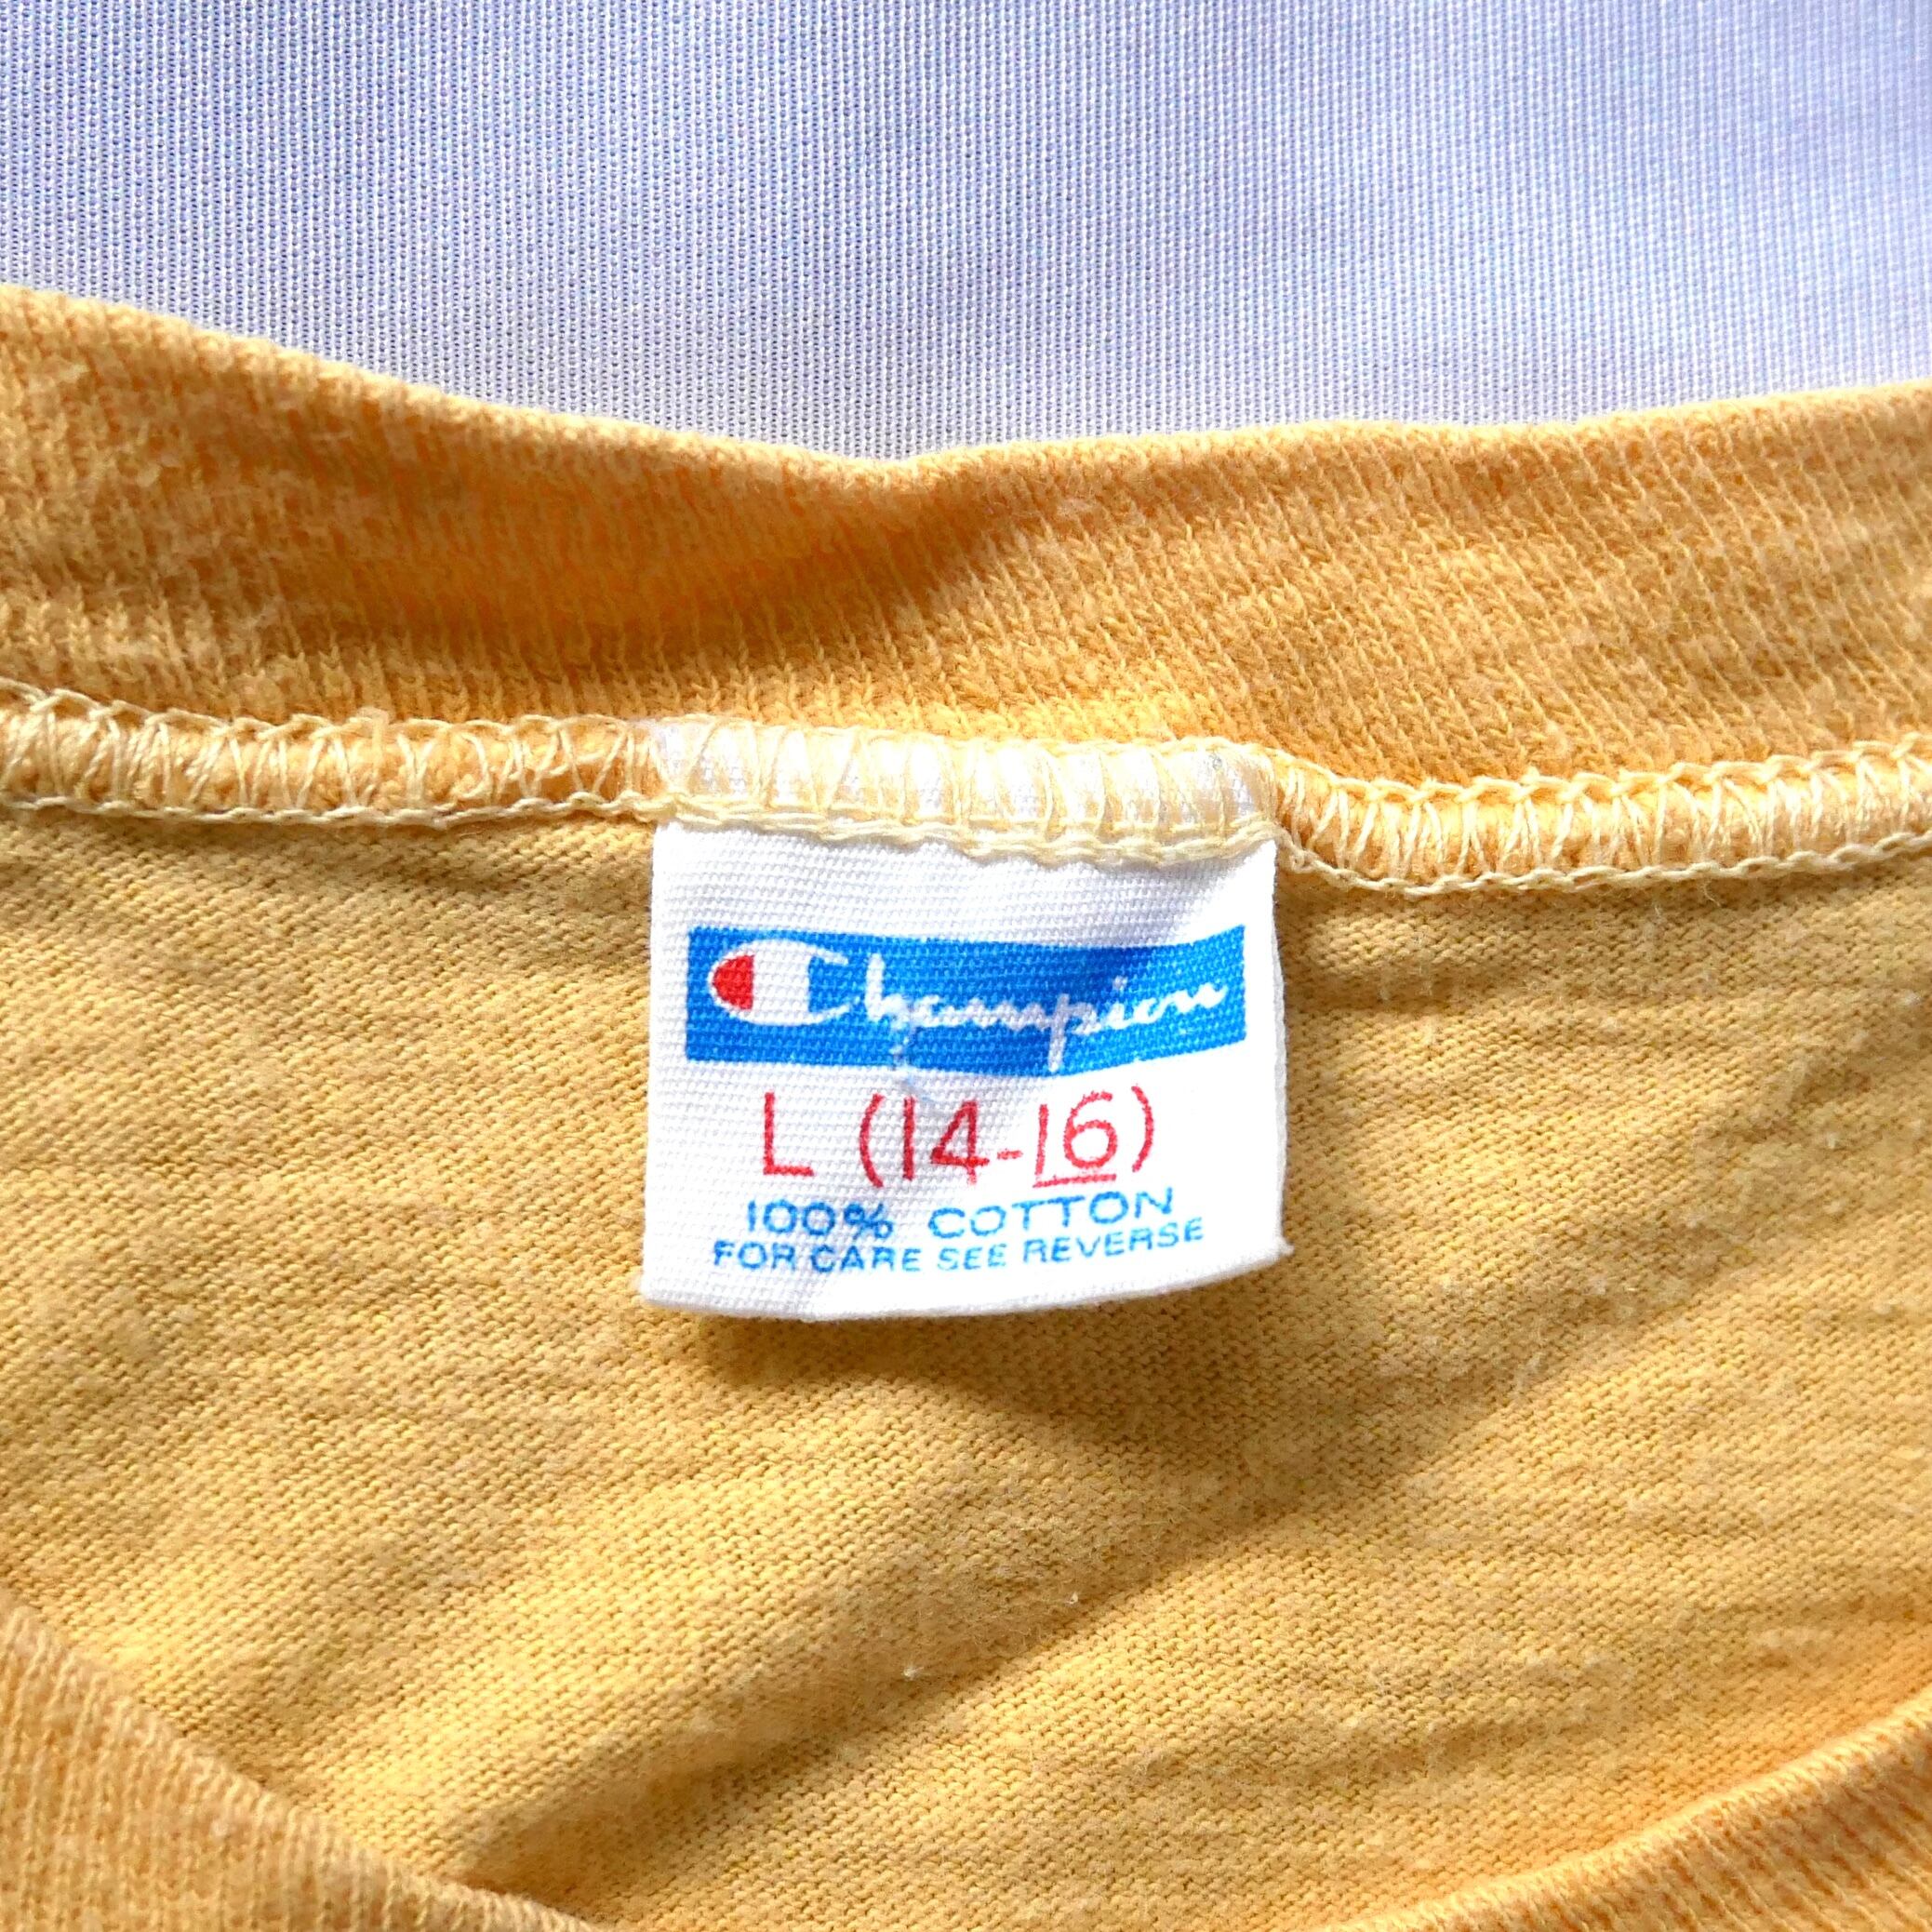 Champion
L (14-16)
100% COTTON
FOR CARE SEE REVERSE